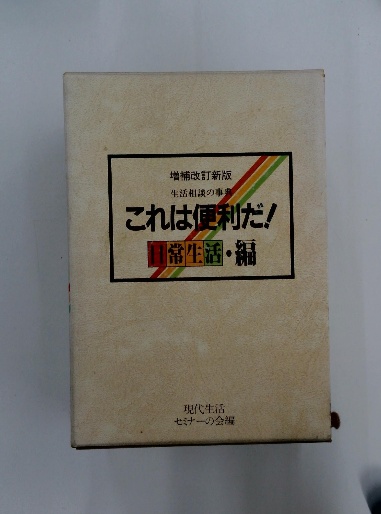 増補改訂新版
生活相談の事典
これは便利だ!
日常生活・編
現代生活
セミナーの会編